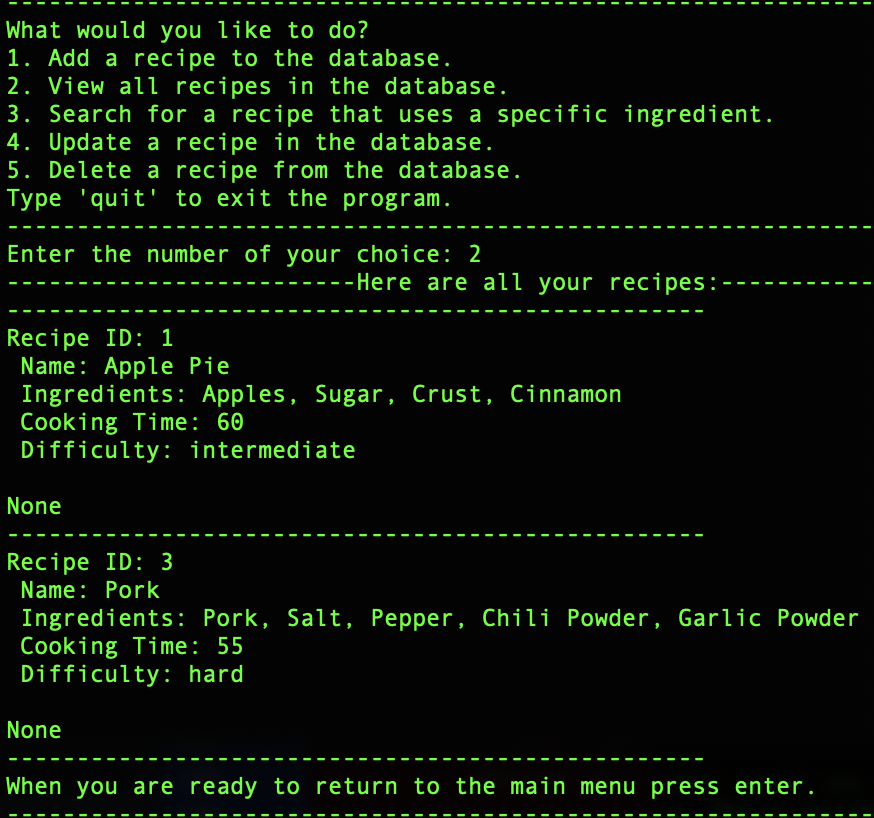 --------------------------------------------------------------
What would you like to do?
1. Add a recipe to the database.
2. View all recipes in the database.
3. Search for a recipe that uses a specific ingredient.
4. Update a recipe in the database.
5. Delete a recipe from the database.
Type 'quit' to exit the program.
--------------------------------------------------------------
Enter the number of your choice: 2
-------------------------Here are all your recipes:-----------
--------------------------------------------------
Recipe ID: 1
 Name: Apple Pie
 Ingredients: Apples, Sugar, Crust, Cinnamon
 Cooking Time: 60
 Difficulty: intermediate

None
--------------------------------------------------
Recipe ID: 3
 Name: Pork
 Ingredients: Pork, Salt, Pepper, Chili Powder, Garlic Powder
 Cooking Time: 55
 Difficulty: hard

None
--------------------------------------------------
When you are ready to return to the main menu press enter.
--------------------------------------------------------------